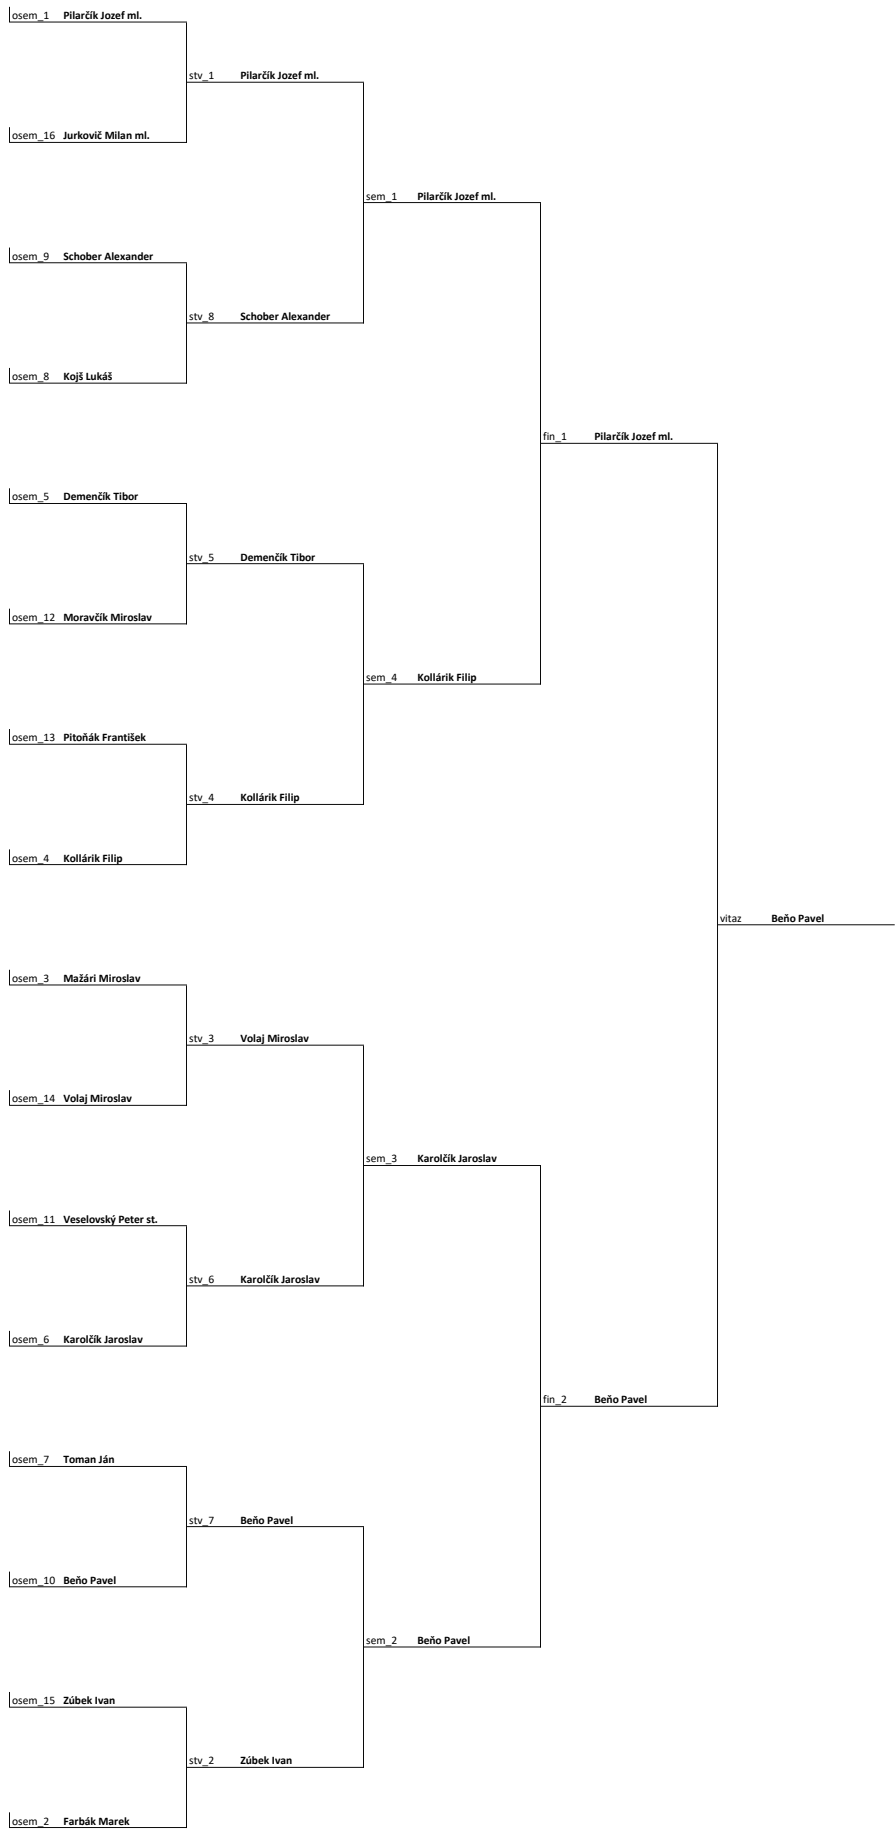 osem_1 Pilarčík Jozef ml.
stv_1 Pilarčík Jozef ml.
osem_16 Jurkovič Milan ml.
sem_1 Pilarčík Jozef ml.
osem_9 Schober Alexander
stv_8 Schober Alexander
osem_8 Kojš Lukáš
fin_1 Pilarčík Jozef ml.
osem_5 Demenčík Tibor
stv_5 Demenčík Tibor
osem_12 Moravčík Miroslav
sem_4 Kollárik Filip
osem_13 Pitoňák František
stv_4 Kollárik Filip
osem_4 Kollárik Filip
vitaz Beňo Pavel
osem_3 Mažári Miroslav
stv_3 Volaj Miroslav
osem_14 Volaj Miroslav
sem_3 Karolčík Jaroslav
osem_11 Veselovský Peter st.
stv_6 Karolčík Jaroslav
osem_6 Karolčík Jaroslav
fin_2 Beňo Pavel
osem_7 Toman Ján
stv_7 Beňo Pavel
osem_10 Beňo Pavel
sem_2 Beňo Pavel
osem_15 Zúbek Ivan
stv_2 Zúbek Ivan
osem_2 Farbák Marek